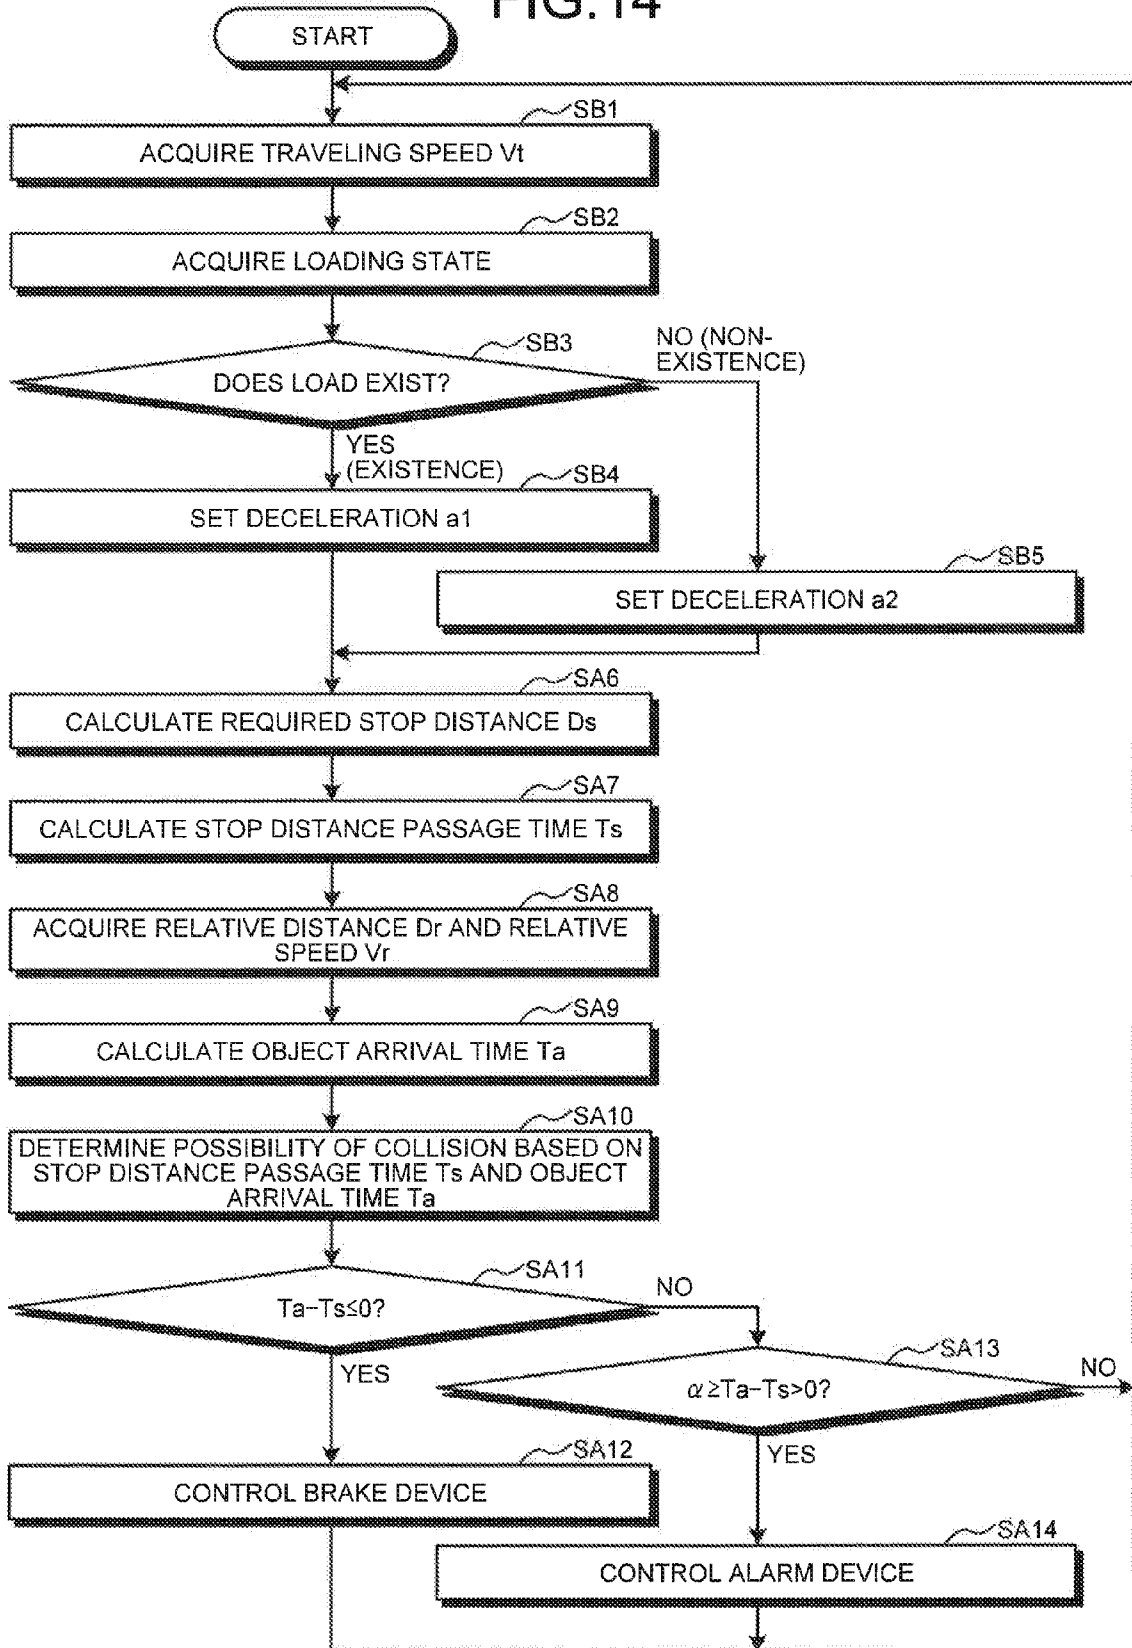 FIG.14
START
SB1
ACQUIRE TRAVELING SPEED Vt
SB2
ACQUIRE LOADING STATE
SB3
NO (NON-
EXISTENCE)
DOES LOAD EXIST?
YES
(EXISTENCE)
SB4
SET DECELERATION a1
SB5
SET DECELERATION a2
SA6
CALCULATE REQUIRED STOP DISTANCE Ds
SA7
CALCULATE STOP DISTANCE PASSAGE TIME Ts
SA8
ACQUIRE RELATIVE DISTANCE Dr AND RELATIVE
SPEED Vr
SA9
CALCULATE OBJECT ARRIVAL TIME Ta
SA10
DETERMINE POSSIBILITY OF COLLISION BASED ON
STOP DISTANCE PASSAGE TIME Ts AND OBJECT
ARRIVAL TIME Ta
SA11
NO
Ta−Ts≤0?
YES
SA13
NO
α≥Ta−Ts>0?
YES
SA12
CONTROL BRAKE DEVICE
SA14
CONTROL ALARM DEVICE